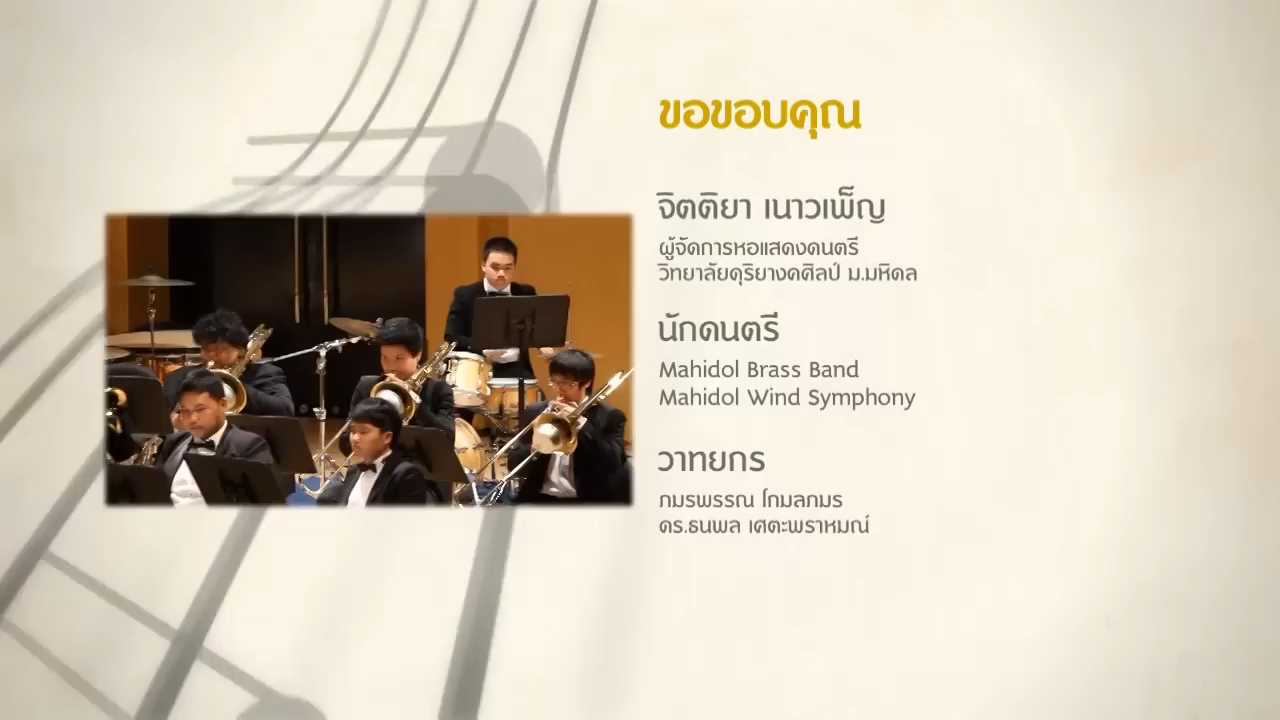 ขอขอบคุณ
จิตติยา เนาวเพ็ญ
ผู้จัดการหอแสดงดนตรี
วิทยาลัยดุริยางคศิลป์ ม.มหิดล
นักดนตรี
Mahidol Brass Band
Mahidol Wind Symphony
วาทยกร
กมรพรรณ โกมลภมร
ดร.ธนพล เศตะพราหมณ์